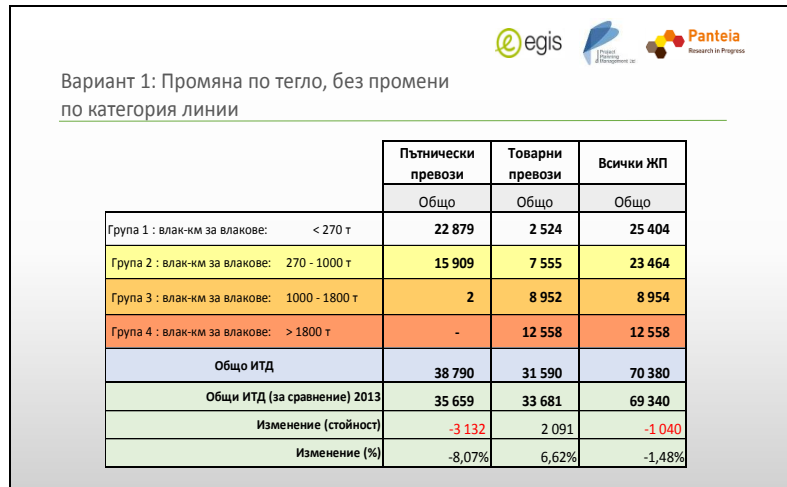 egis
Project
Planning
Management Ltd
Panteia
Research in Progress
Вариант 1: Промяна по тегло, без промени
по категория линии
Пътнически превози Товарни превози Всички ЖП
Общо Общо Общо
Група 1 : влак-км за влакове: < 270 т 22 879 2 524 25 404
Група 2 : влак-км за влакове: 270 - 1000 т 15 909 7 555 23 464
Група 3 : влак-км за влакове: 1000 - 1800 т 2 8 952 8 954
Група 4 : влак-км за влакове: > 1800 т - 12 558 12 558
Общо ИТД 38 790 31 590 70 380
Общи ИТД (за сравнение) 2013 35 659 33 681 69 340
Изменение (стойност) -3 132 2 091 -1 040
Изменение (%) -8,07% 6,62% -1,48%